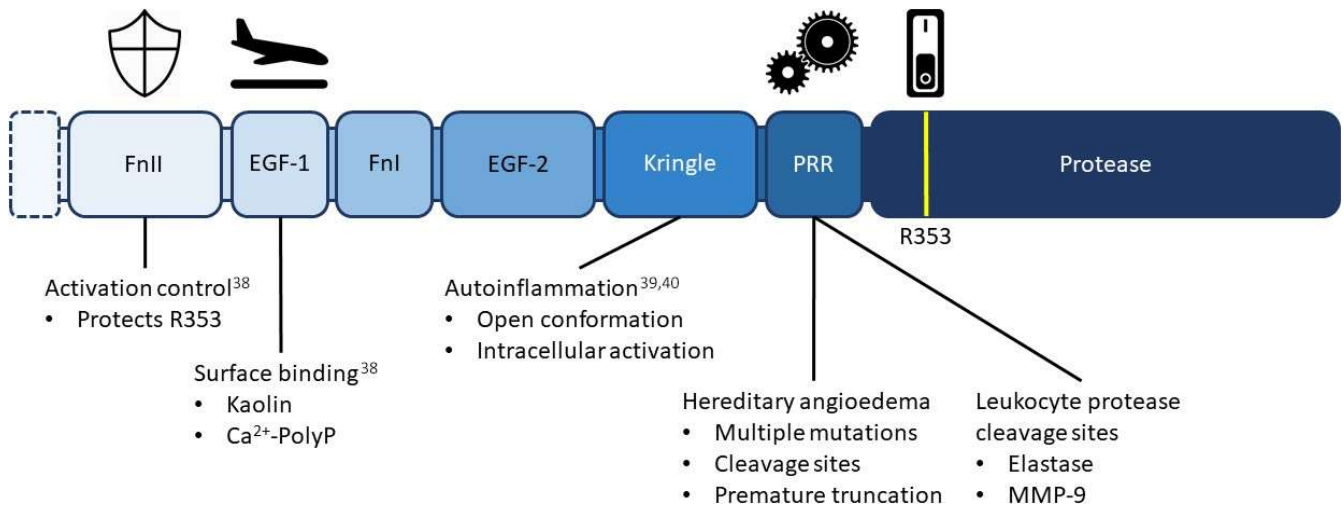 FnII
EGF-1
FnI
EGF-2
Kringle
PRR
Protease
R353
Activation control³⁸
• Protects R353
Surface binding³⁸
• Kaolin
• Ca²⁺-PolyP
Autoinflammation³⁹,⁴⁰
• Open conformation
• Intracellular activation
Hereditary angioedema
• Multiple mutations
• Cleavage sites
• Premature truncation
Leukocyte protease
cleavage sites
• Elastase
• MMP-9